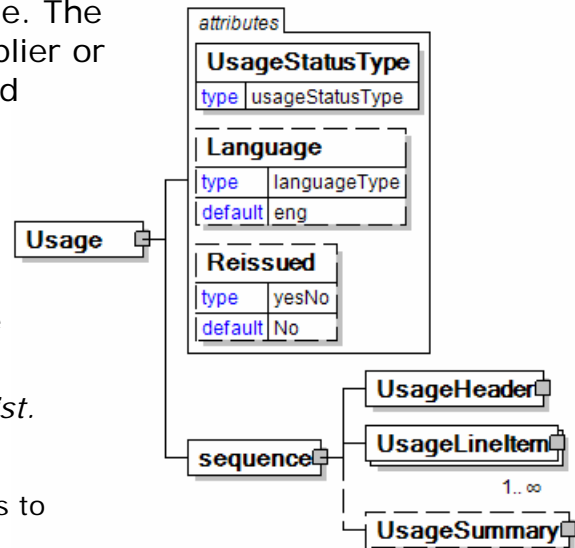 e. The
plier or
d
st.
s to
attributes
UsageStatusType
type usageStatusType
Language
type languageType
default eng
Reissued
type yesNo
default No
Usage
UsageHeader
sequence
UsageLineItem
1.. ∞
UsageSummary